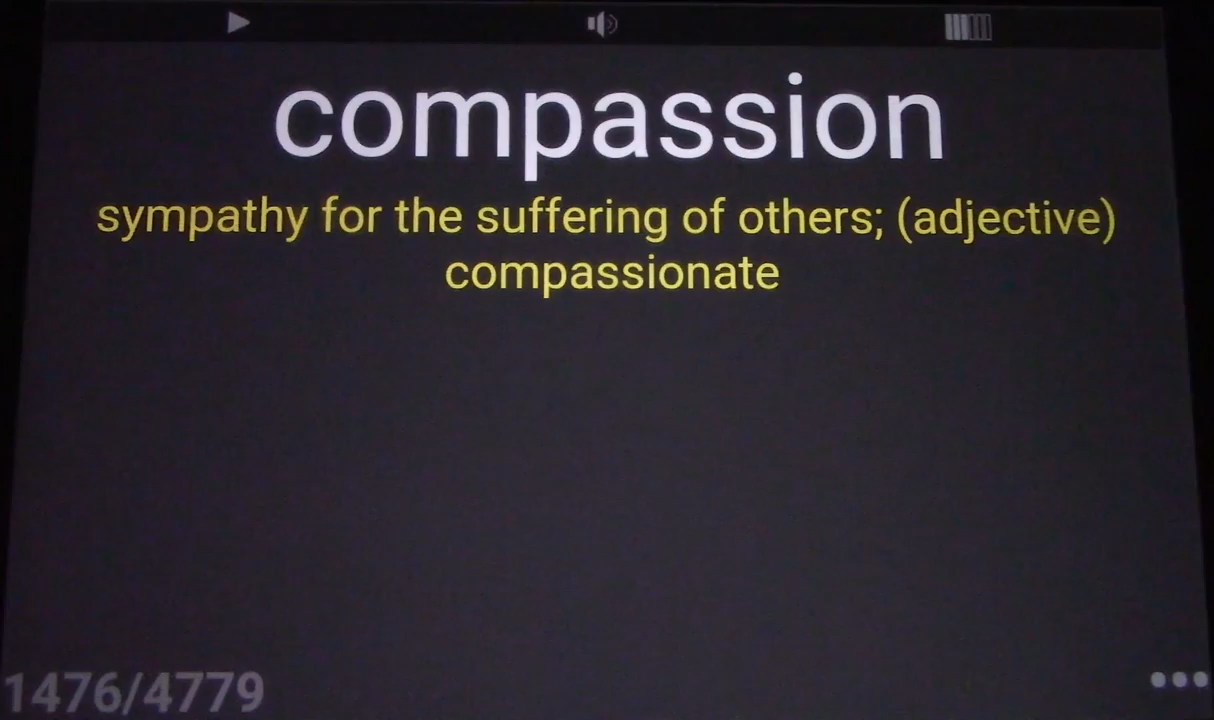 compassion
sympathy for the suffering of others; (adjective)
compassionate
1476/4779